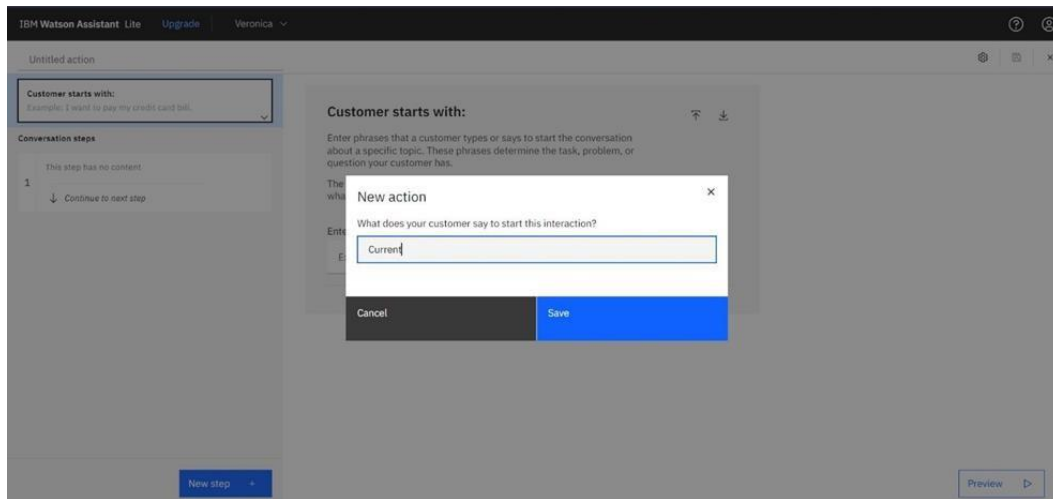 IBM Watson Assistant Lite Upgrade Veronica
Untitled action
Customer starts with:
Example: I want to pay my credit card bill.
Conversation steps
This step has no content
1
Continue to next step
New step +
Customer starts with:
Enter phrases that a customer types or says to start the conversation
about a specific topic. These phrases determine the task, problem, or
question your customer has.
The
wha
Ente
E
New action
What does your customer say to start this interaction?
Current
Cancel
Save
Preview